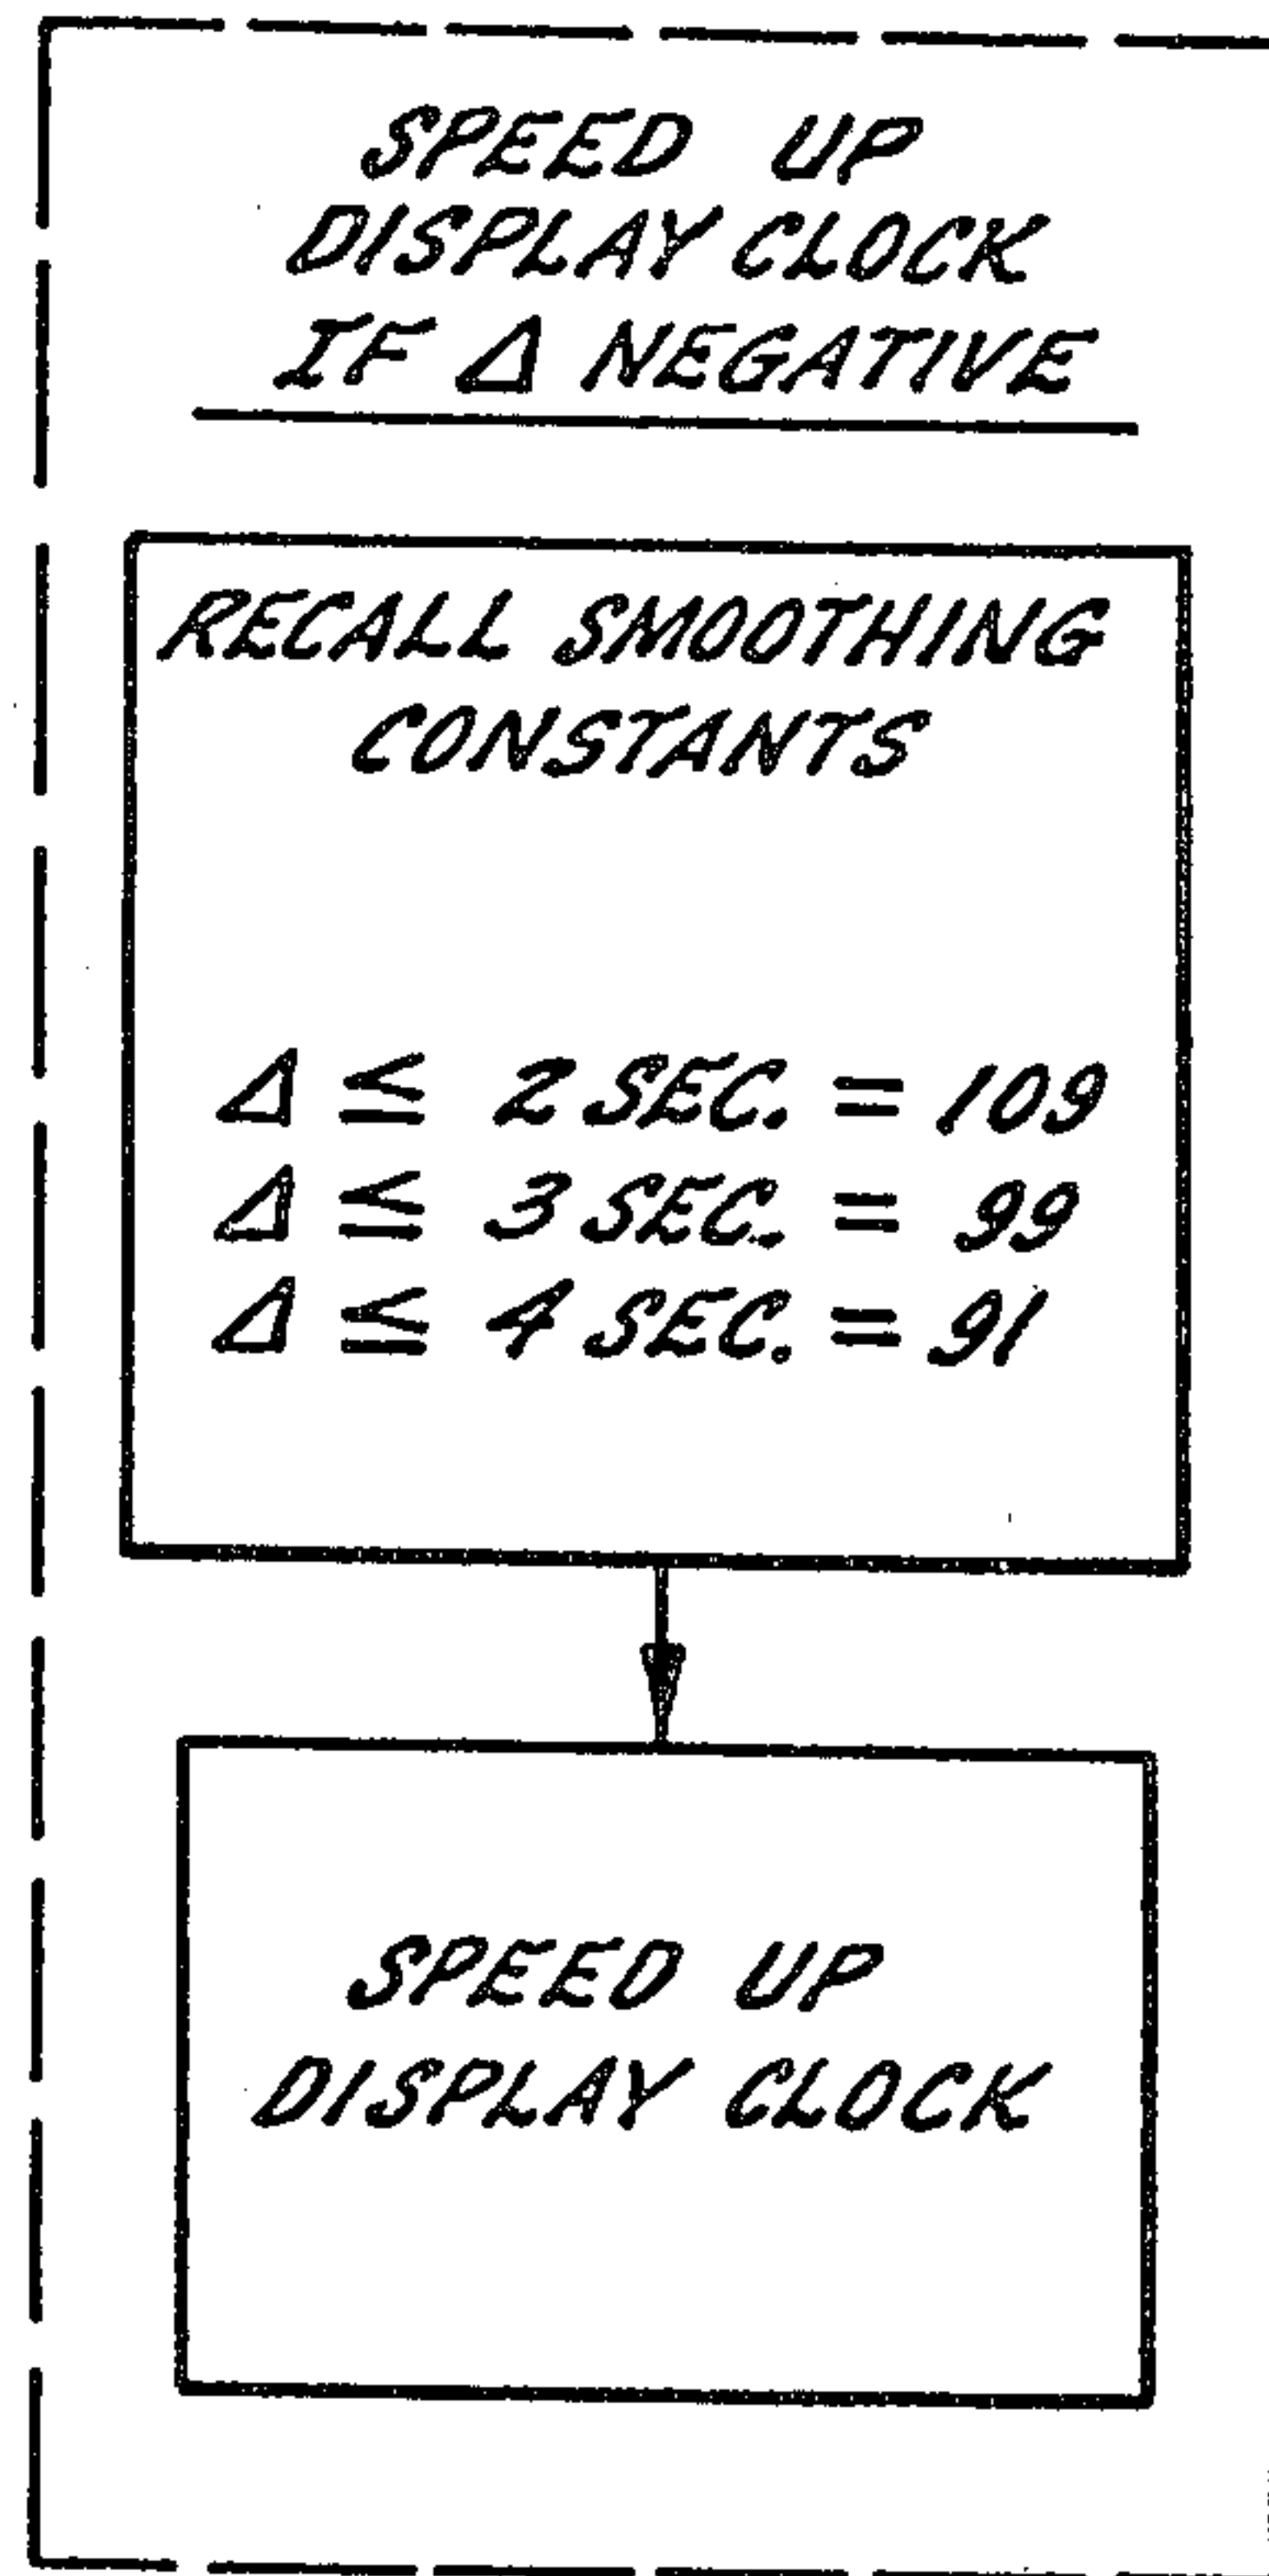 SPEED UP
DISPLAY CLOCK
IF Δ NEGATIVE
RECALL SMOOTHING
CONSTANTS
Δ ≦ 2 SEC. = 109
Δ ≦ 3 SEC. = 99
Δ ≦ 4 SEC. = 91
SPEED UP
DISPLAY CLOCK